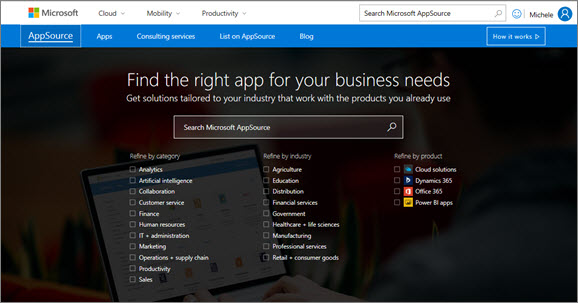 Microsoft Cloud Mobility Productivity Search Microsoft AppSource Michele
AppSource Apps Consulting services List on AppSource Blog How it works
Find the right app for your business needs
Get solutions tailored to your industry that work with the products you already use
Search Microsoft AppSource
Refine by category
Analytics
Artificial intelligence
Collaboration
Customer service
Finance
Human resources
IT + administration
Marketing
Operations + supply chain
Productivity
Sales
Refine by industry
Agriculture
Education
Distribution
Financial services
Government
Healthcare + life sciences
Manufacturing
Professional services
Retail + consumer goods
Refine by product
Cloud solutions
Dynamics 365
Office 365
Power BI apps